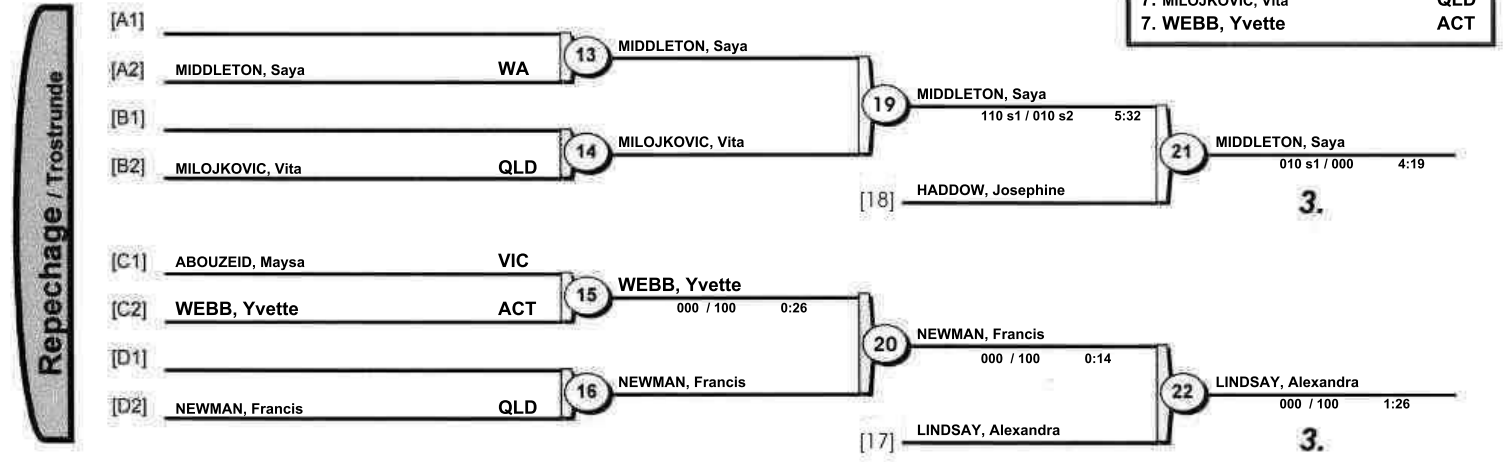 7. MILOJKOVIC, Vita QLD
7. WEBB, Yvette ACT
Repechage / Trostrunde
[A1]
[A2] MIDDLETON, Saya WA
13 MIDDLETON, Saya
[B1]
[B2] MILOJKOVIC, Vita QLD
14 MILOJKOVIC, Vita
19 MIDDLETON, Saya
110 s1 / 010 s2 5:32
[18] HADDOW, Josephine
21 MIDDLETON, Saya
010 s1 / 000 4:19
3.
[C1] ABOUZEID, Maysa VIC
[C2] WEBB, Yvette ACT
15 WEBB, Yvette
000 / 100 0:26
[D1]
[D2] NEWMAN, Francis QLD
16 NEWMAN, Francis
20 NEWMAN, Francis
000 / 100 0:14
[17] LINDSAY, Alexandra
22 LINDSAY, Alexandra
000 / 100 1:26
3.